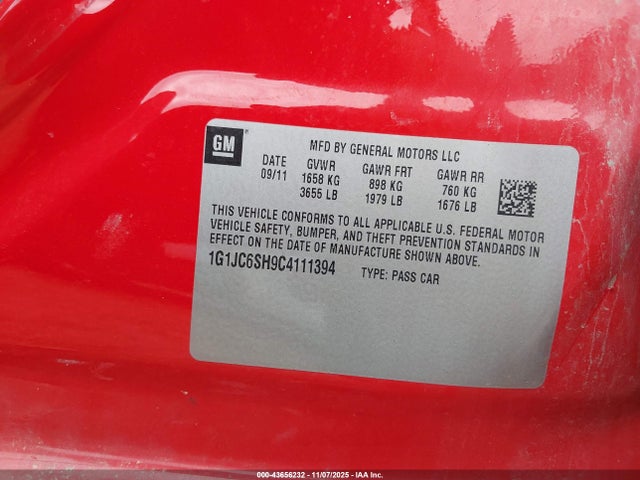 GM
MFD BY GENERAL MOTORS LLC
DATE GVWR GAWR FRT GAWR RR
09/11 1658 KG 898 KG 760 KG
3655 LB 1979 LB 1676 LB
THIS VEHICLE CONFORMS TO ALL APPLICABLE U.S. FEDERAL MOTOR
VEHICLE SAFETY, BUMPER, AND THEFT PREVENTION STANDARDS IN
EFFECT ON THE DATE OF MANUFACTURE SHOWN ABOVE.
1G1JC6SH9C4111394 TYPE: PASS CAR
000-43656232 - 11/07/2025 - IAA Inc.